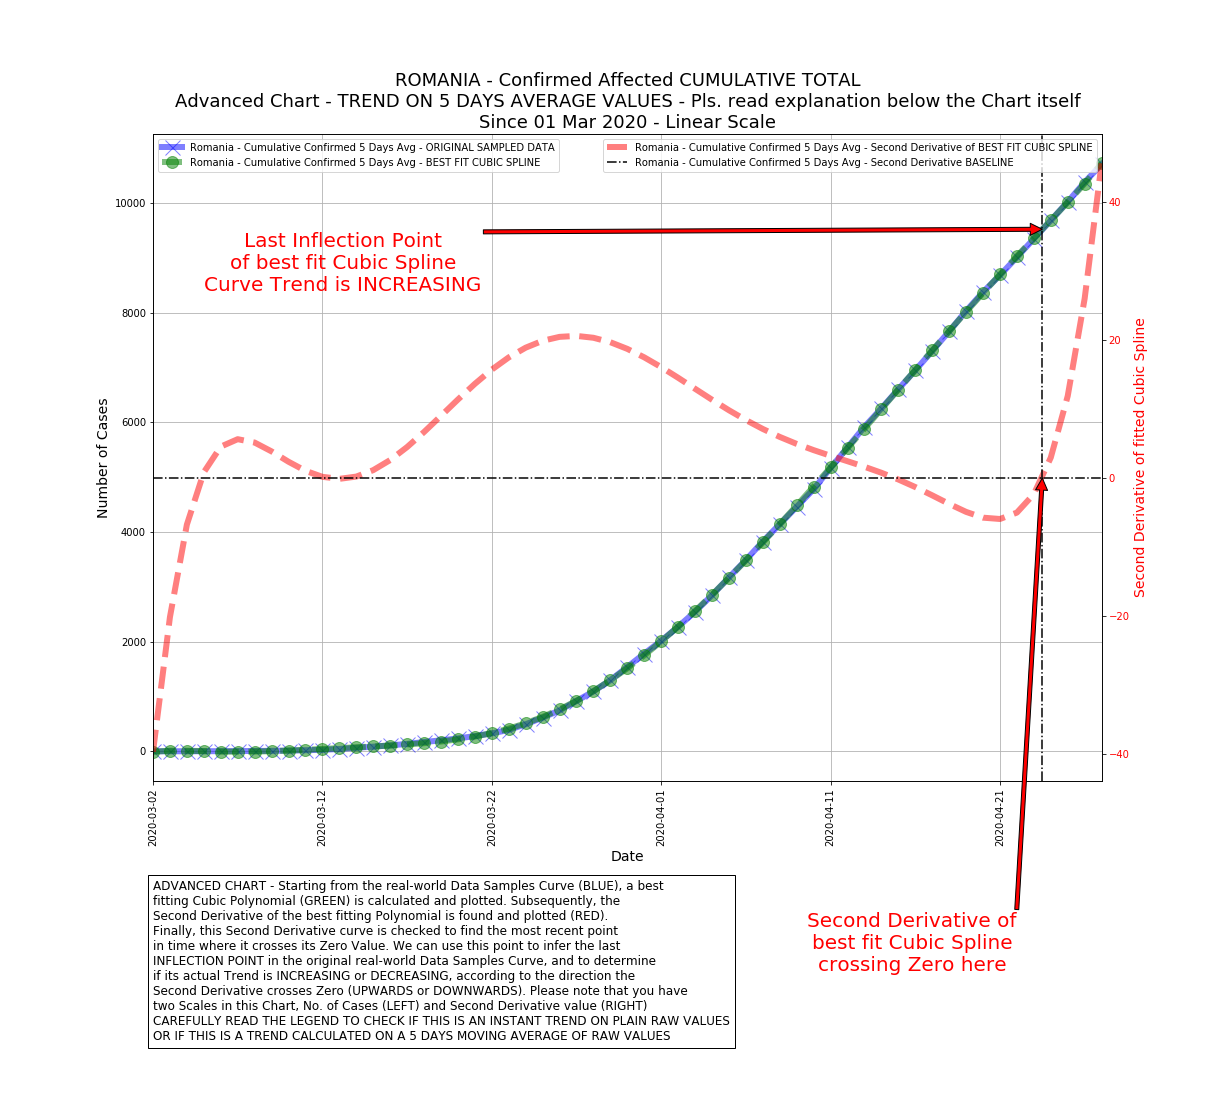 ROMANIA - Confirmed Affected CUMULATIVE TOTAL
Advanced Chart - TREND ON 5 DAYS AVERAGE VALUES - Pls. read explanation below the Chart itself
Since 01 Mar 2020 - Linear Scale
Romania - Cumulative Confirmed 5 Days Avg - ORIGINAL SAMPLED DATA
Romania - Cumulative Confirmed 5 Days Avg - BEST FIT CUBIC SPLINE
Romania - Cumulative Confirmed 5 Days Avg - Second Derivative of BEST FIT CUBIC SPLINE
Romania - Cumulative Confirmed 5 Days Avg - Second Derivative BASELINE
Last Inflection Point
of best fit Cubic Spline
Curve Trend is INCREASING
Number of Cases
10000
8000
6000
4000
2000
0
40
20
0
−20
−40
Second Derivative of fitted Cubic Spline
2020-03-02
2020-03-12
2020-03-22
2020-04-01
2020-04-11
2020-04-21
Date
Second Derivative of
best fit Cubic Spline
crossing Zero here
ADVANCED CHART - Starting from the real-world Data Samples Curve (BLUE), a best
fitting Cubic Polynomial (GREEN) is calculated and plotted. Subsequently, the
Second Derivative of the best fitting Polynomial is found and plotted (RED).
Finally, this Second Derivative curve is checked to find the most recent point
in time where it crosses its Zero Value. We can use this point to infer the last
INFLECTION POINT in the original real-world Data Samples Curve, and to determine
if its actual Trend is INCREASING or DECREASING, according to the direction the
Second Derivative crosses Zero (UPWARDS or DOWNWARDS). Please note that you have
two Scales in this Chart, No. of Cases (LEFT) and Second Derivative value (RIGHT)
CAREFULLY READ THE LEGEND TO CHECK IF THIS IS AN INSTANT TREND ON PLAIN RAW VALUES
OR IF THIS IS A TREND CALCULATED ON A 5 DAYS MOVING AVERAGE OF RAW VALUES